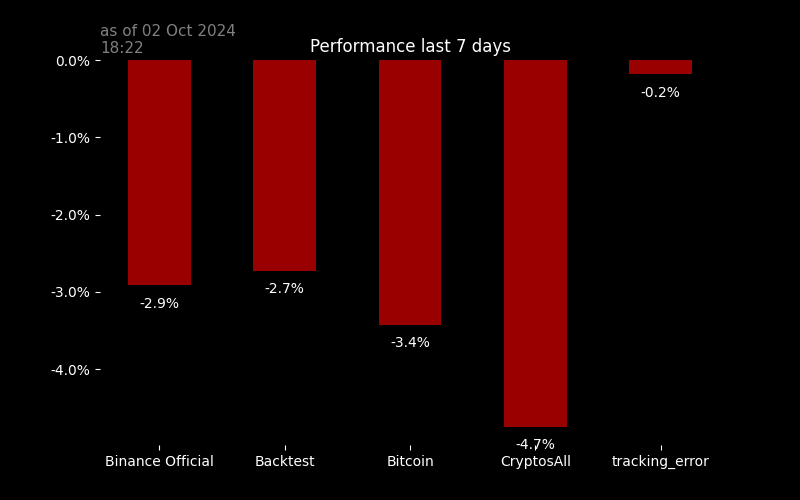 as of 02 Oct 2024
18:22
Performance last 7 days
0.0%
-1.0%
-2.0%
-3.0%
-4.0%
-2.9%
-2.7%
-3.4%
-4.7%
-0.2%
Binance Official
Backtest
Bitcoin
CryptosAll
tracking_error